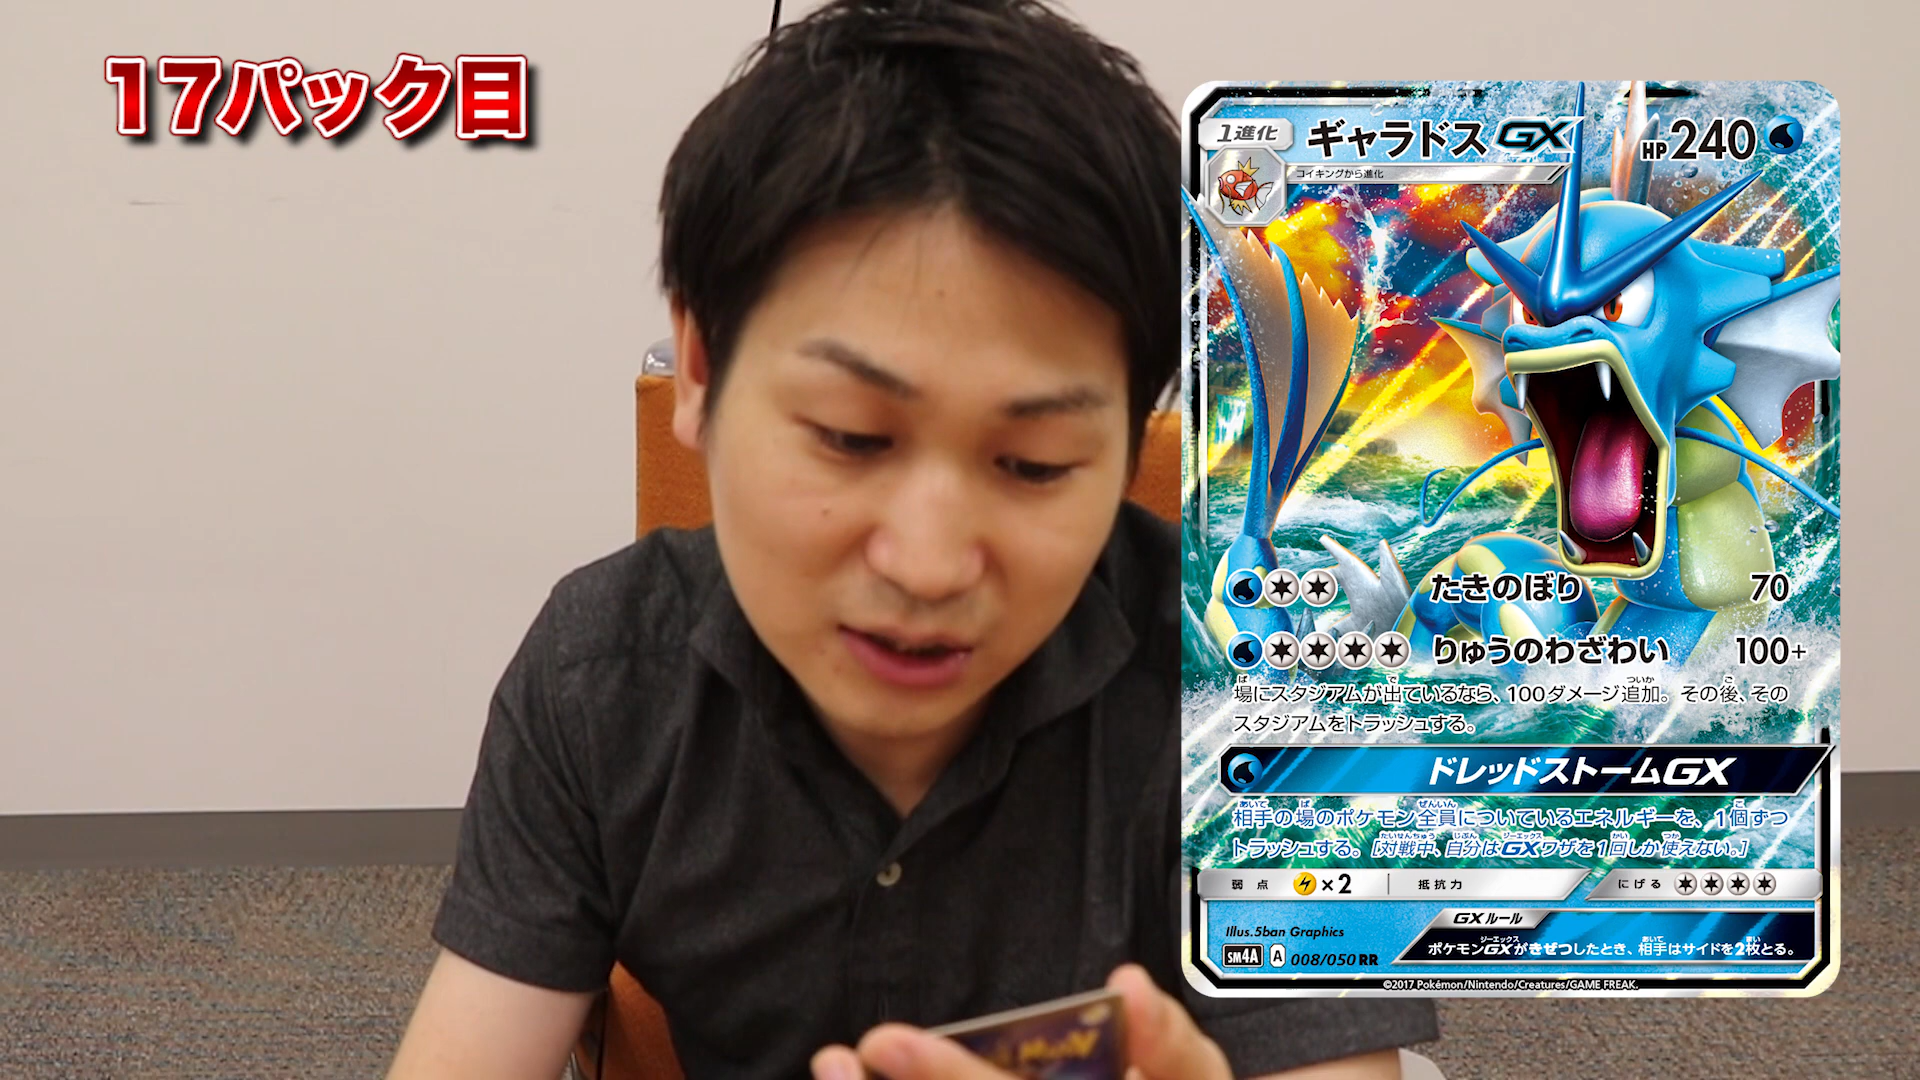 17パック目
1進化 ギャラドスGX HP240
コイキングから進化
たきのぼり 70
りゅうのわざわい 100+
場にスタジアムが出ているなら、100ダメージ追加。その後、その
スタジアムをトラッシュする。
ドレッドストームGX
相手の場のポケモン全員についているエネルギーを、1個ずつ
トラッシュする。[対戦中、自分はGXワザを1回しか使えない。]
弱点 ×2 抵抗力 にげる
GXルール
ポケモンGXがきぜつしたとき、相手はサイドを2枚とる。
Illus.5ban Graphics
SM4A A 008/050 RR
©2017 Pokémon/Nintendo/Creatures/GAME FREAK.